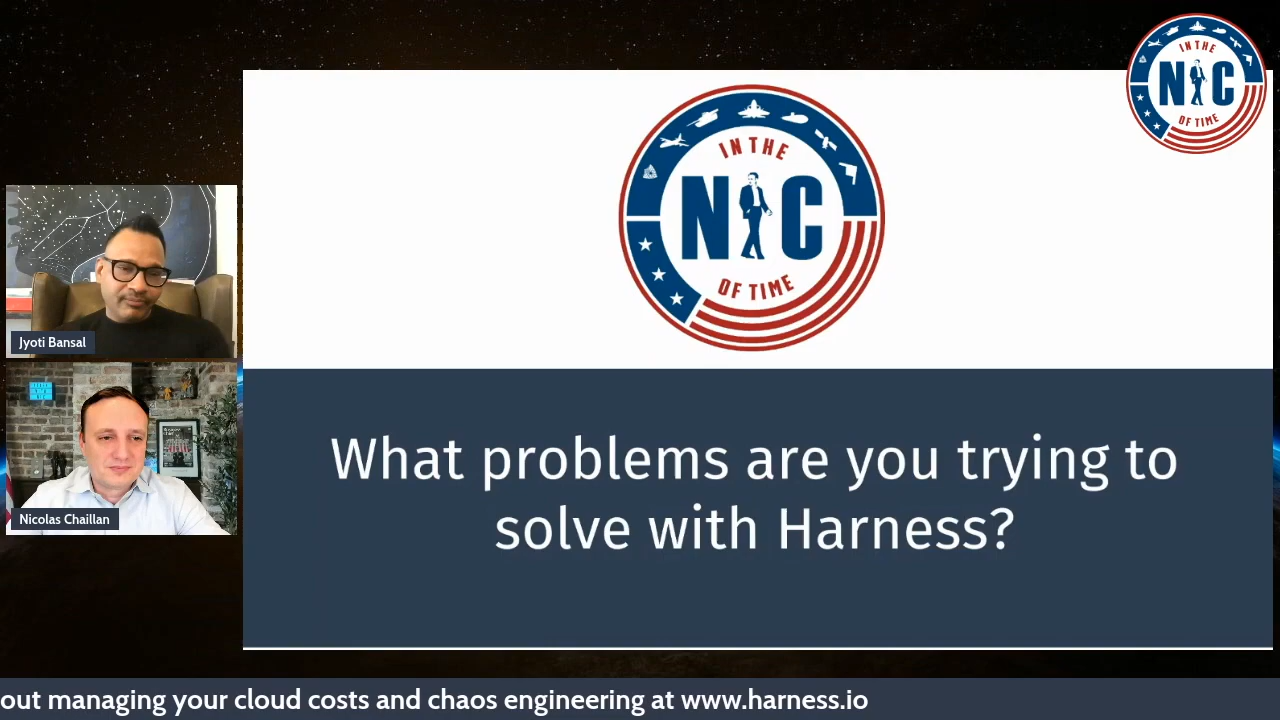 IN THE
NIC
OF TIME
IN THE
NIC
OF TIME
Jyoti Bansal
Nicolas Chaillan
What problems are you trying to
solve with Harness?
out managing your cloud costs and chaos engineering at www.harness.io